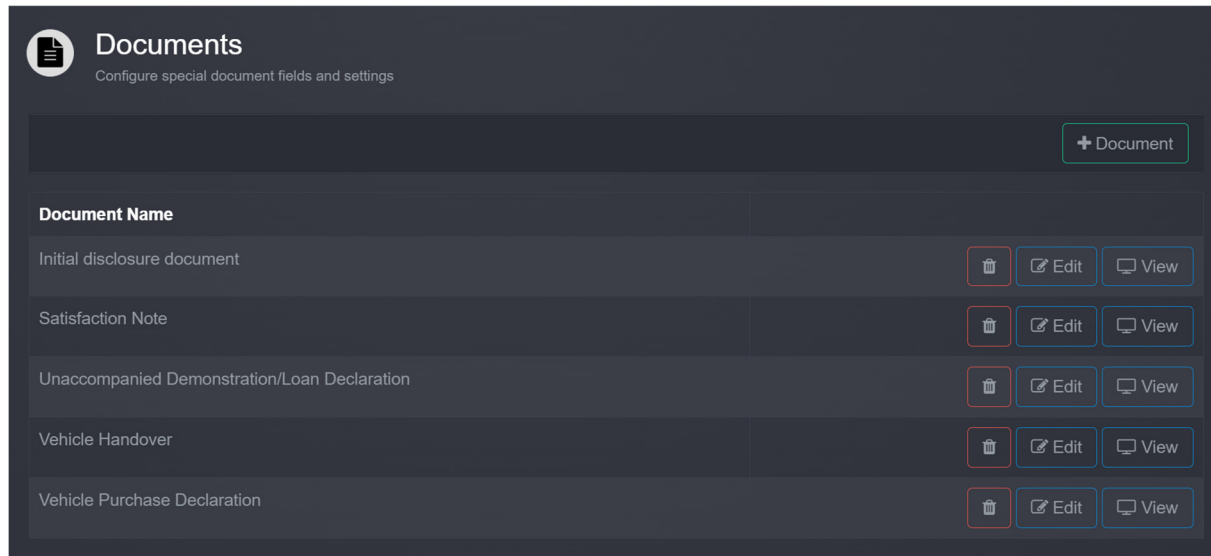 Documents
Configure special document fields and settings
+ Document
Document Name
Initial disclosure document Edit View
Satisfaction Note Edit View
Unaccompanied Demonstration/Loan Declaration Edit View
Vehicle Handover Edit View
Vehicle Purchase Declaration Edit View